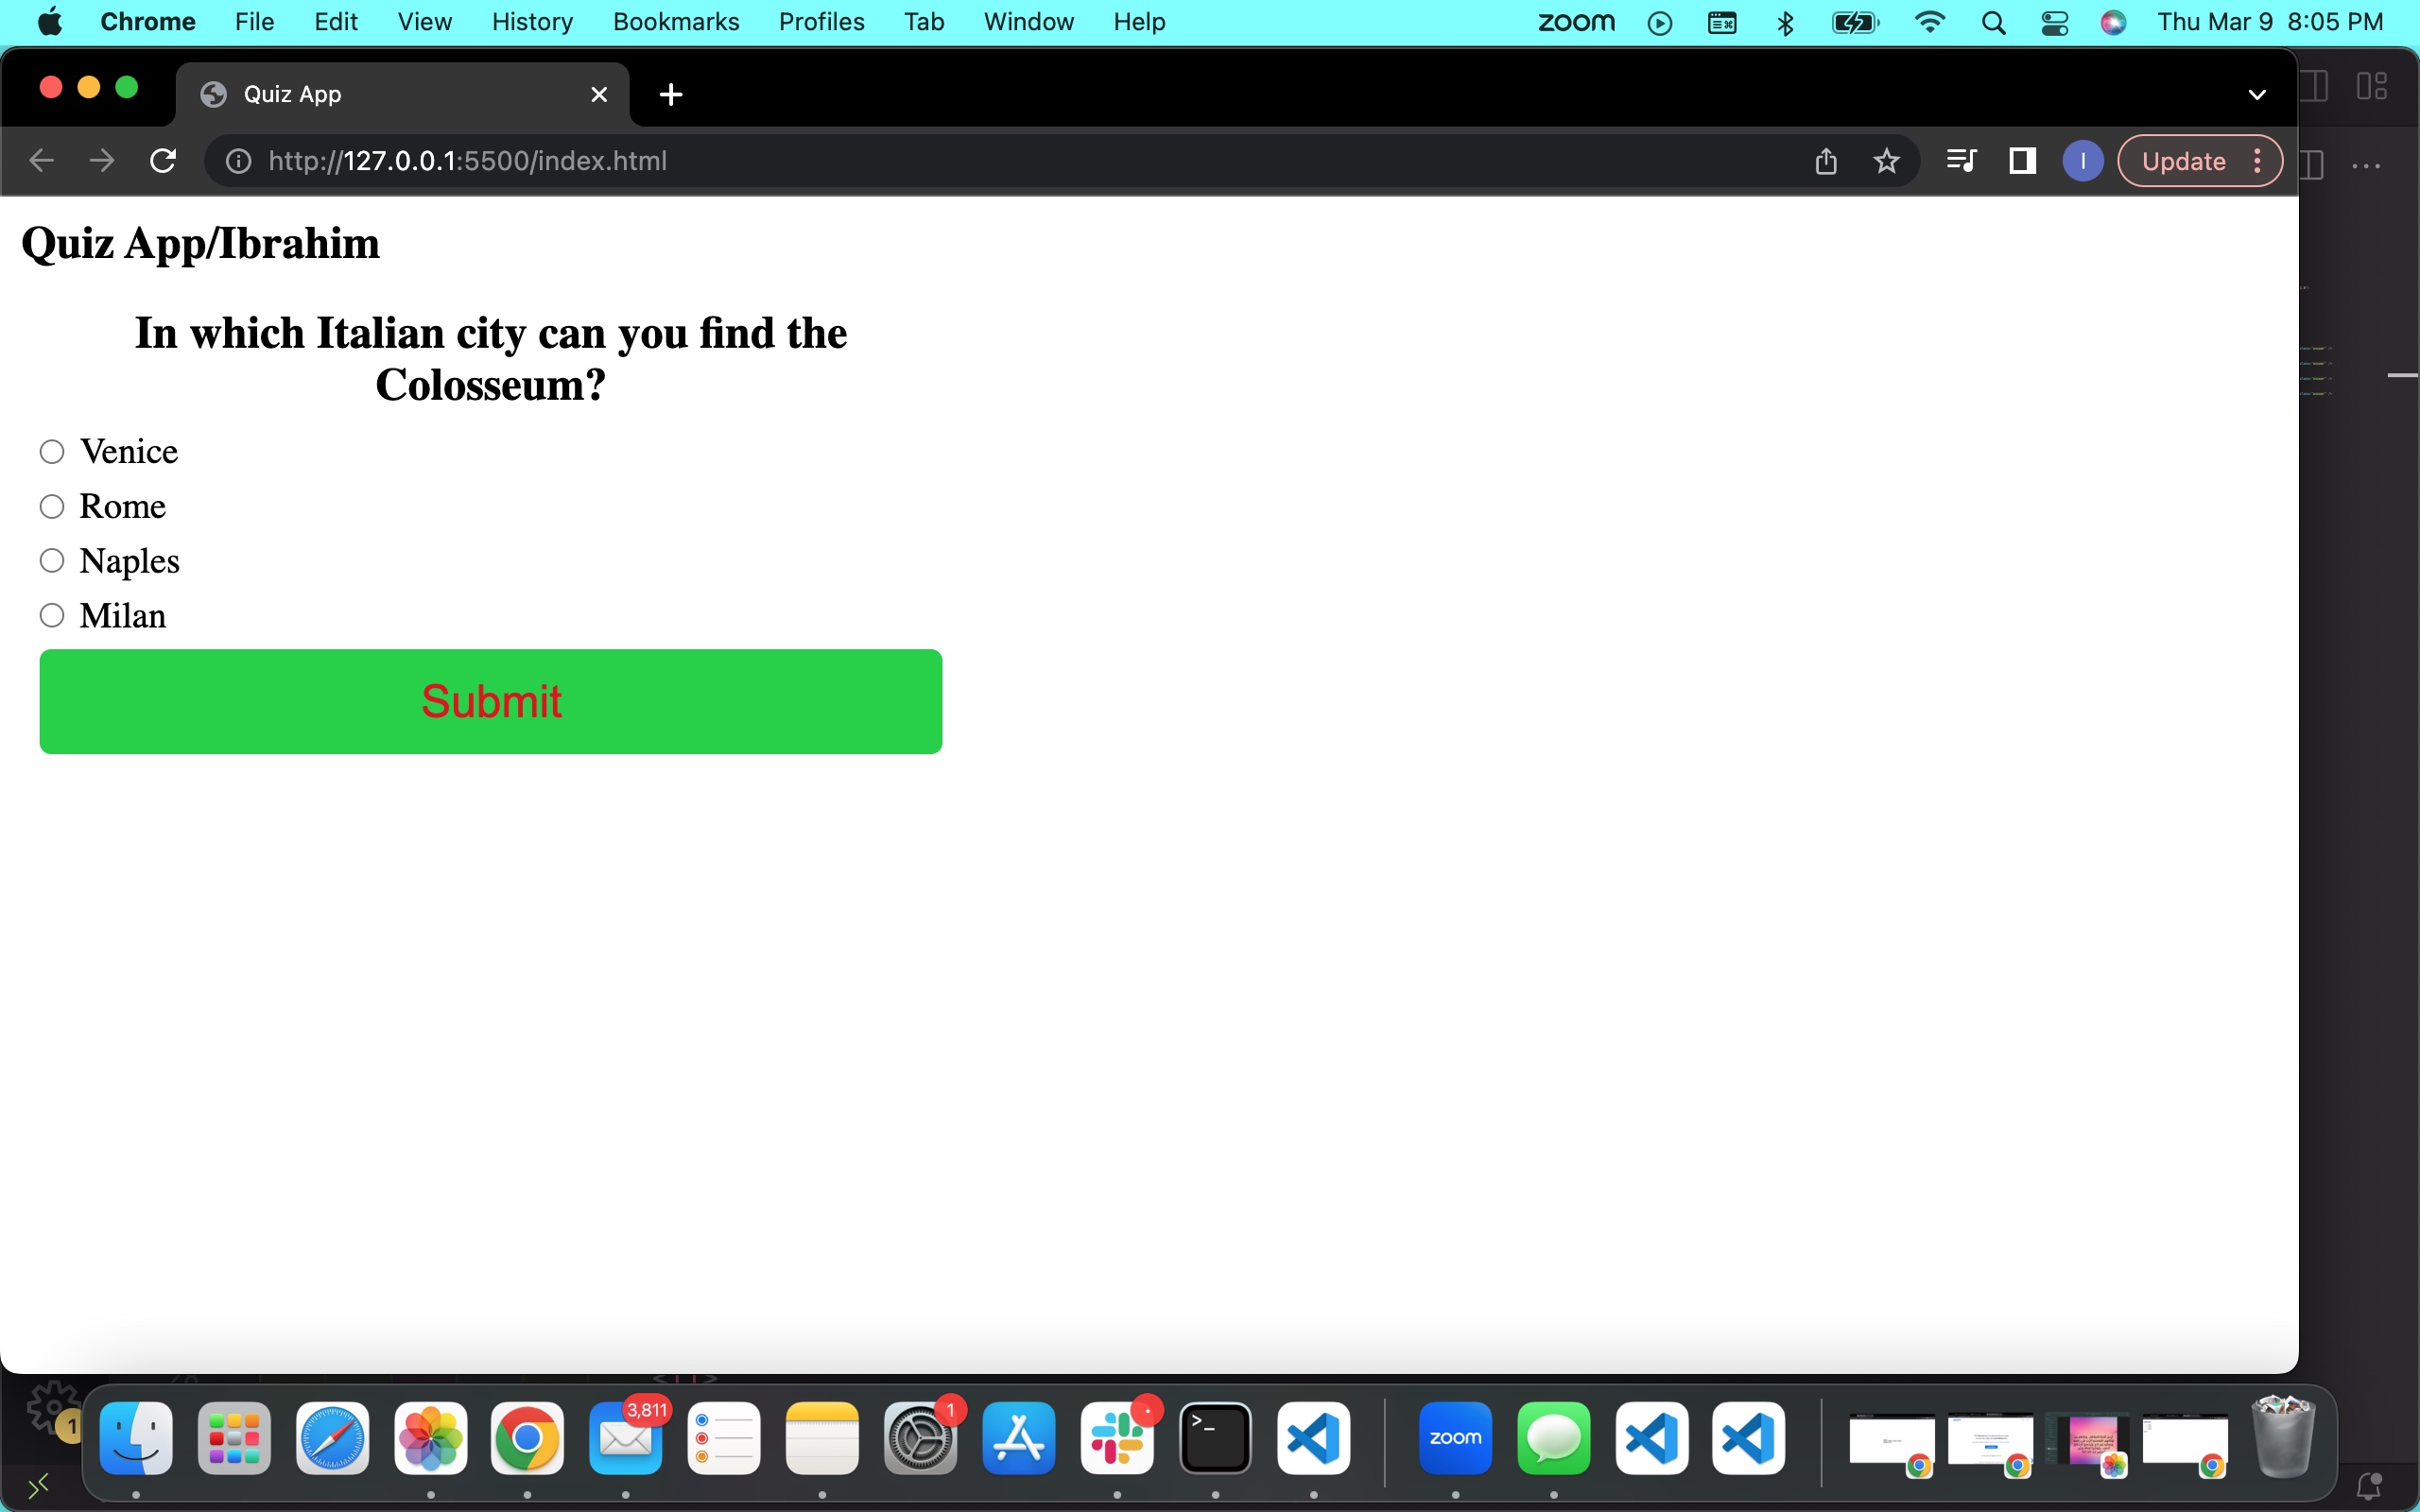 Chrome File Edit View History Bookmarks Profiles Tab Window Help zoom Thu Mar 9 8:05 PM
Quiz App
http://127.0.0.1:5500/index.html I Update
Quiz App/Ibrahim
In which Italian city can you find the
Colosseum?
Venice
Rome
Naples
Milan
Submit
1
3,811
1
zoom